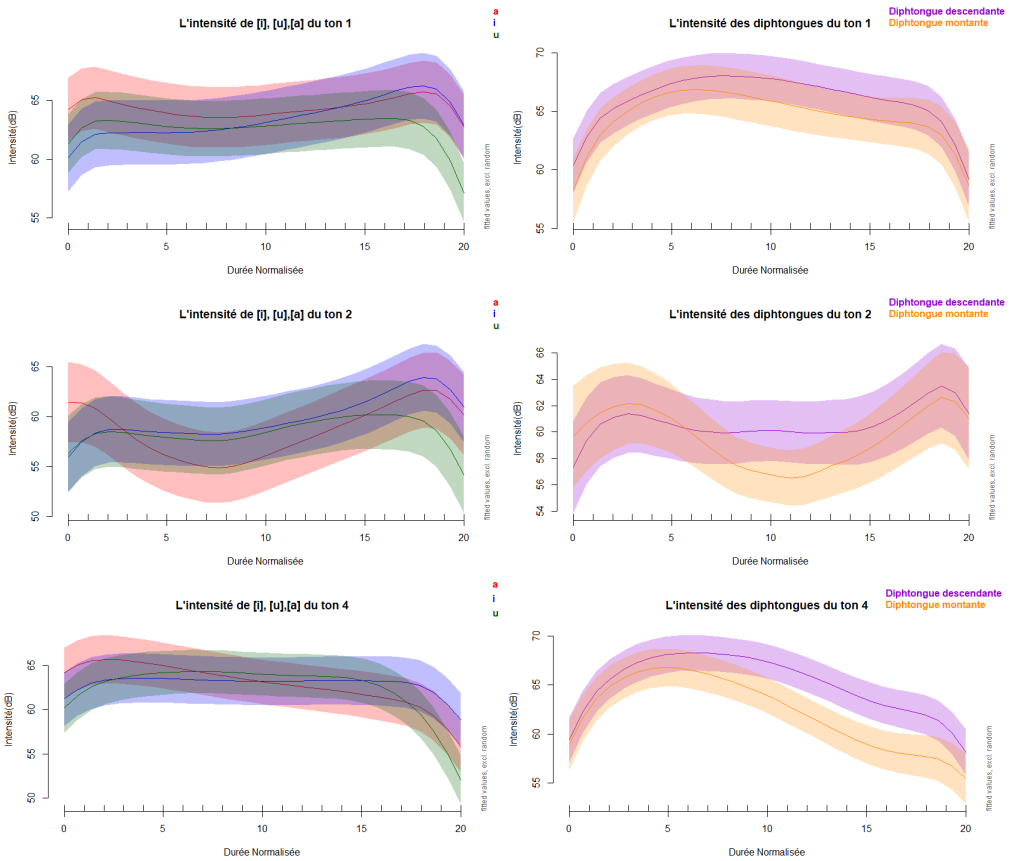 L'intensité de [i], [u],[a] du ton 1
a
i
u
Intensité(dB)
65
60
55
0 5 10 15 20
Durée Normalisée
fitted values, excl. random
L'intensité des diphtongues du ton 1
Diphtongue descendante
Diphtongue montante
Intensité(dB)
70
65
60
55
0 5 10 15 20
Durée Normalisée
fitted values, excl. random
L'intensité de [i], [u],[a] du ton 2
a
i
u
Intensité(dB)
65
60
55
50
0 5 10 15 20
Durée Normalisée
fitted values, excl. random
L'intensité des diphtongues du ton 2
Diphtongue descendante
Diphtongue montante
Intensité(dB)
66
64
62
60
58
56
54
0 5 10 15 20
Durée Normalisée
fitted values, excl. random
L'intensité de [i], [u],[a] du ton 4
a
i
u
Intensité(dB)
65
60
55
50
0 5 10 15 20
Durée Normalisée
fitted values, excl. random
L'intensité des diphtongues du ton 4
Diphtongue descendante
Diphtongue montante
Intensité(dB)
70
65
60
55
0 5 10 15 20
Durée Normalisée
fitted values, excl. random